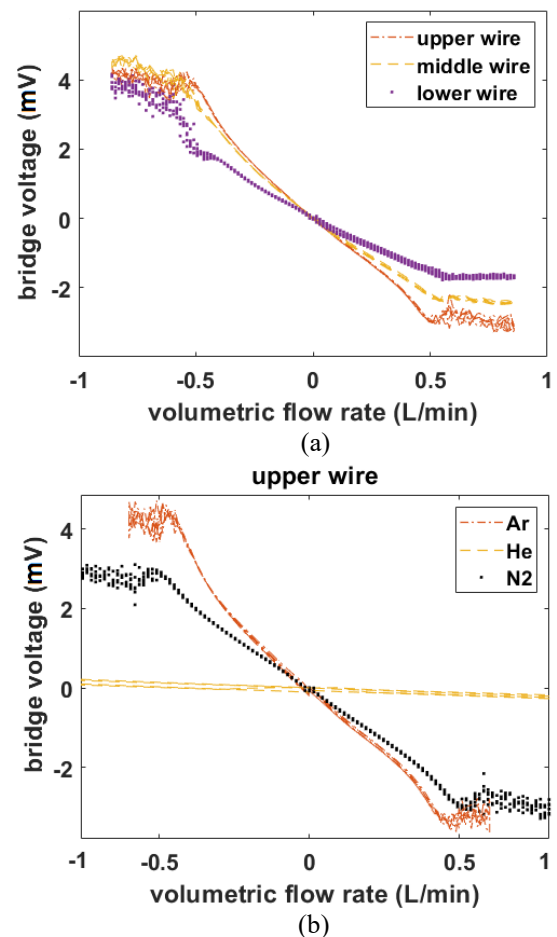 upper wire
middle wire
lower wire
4
2
0
-2
bridge voltage (mV)
-1 -0.5 0 0.5 1
volumetric flow rate (L/min)
(a)
upper wire
Ar
He
N2
4
2
0
-2
bridge voltage (mV)
-1 -0.5 0 0.5 1
volumetric flow rate (L/min)
(b)